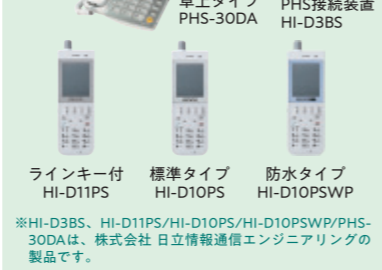 卓上タイプ
PHS-30DA
PHS接続装置
HI-D3BS
ラインキー付
HI-D11PS
標準タイプ
HI-D10PS
防水タイプ
HI-D10PSWP
※HI-D3BS、HI-D11PS/HI-D10PS/HI-D10PSWP/PHS-
30DAは、株式会社 日立情報通信エンジニアリングの
製品です。